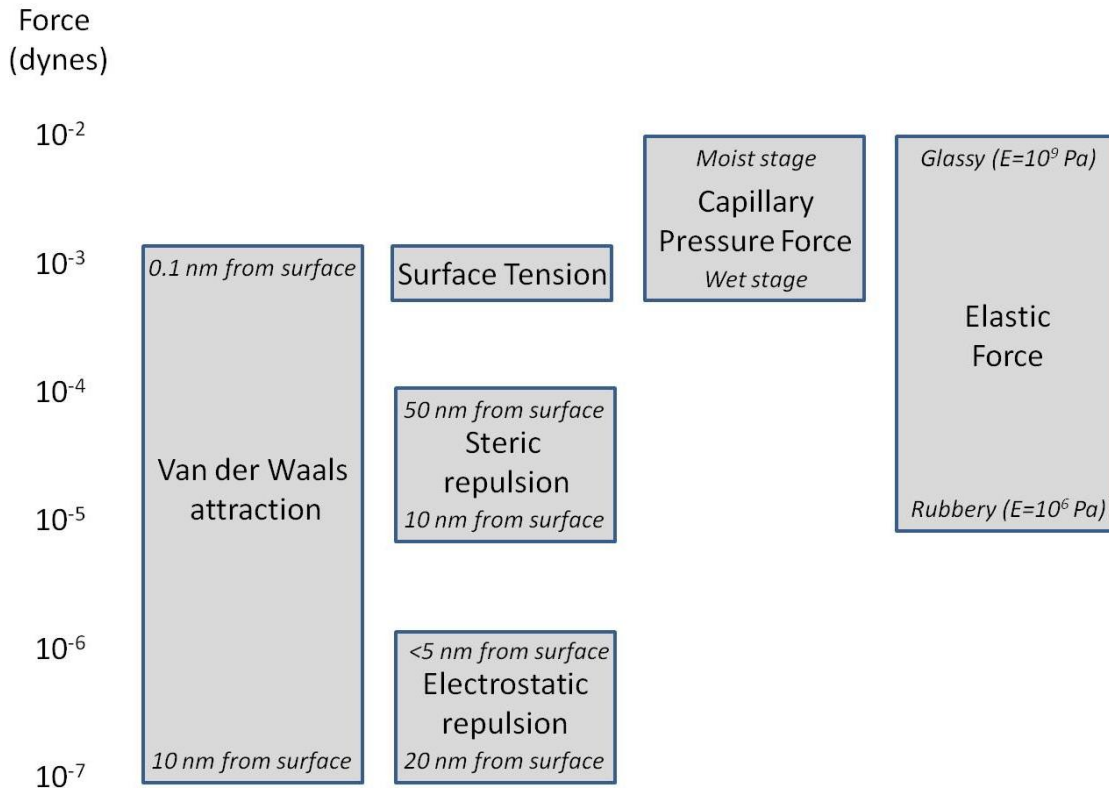 Force
(dynes)
10⁻²
10⁻³
10⁻⁴
10⁻⁵
10⁻⁶
10⁻⁷
0.1 nm from surface
Van der Waals
attraction
10 nm from surface
Surface Tension
50 nm from surface
Steric
repulsion
10 nm from surface
<5 nm from surface
Electrostatic
repulsion
20 nm from surface
Moist stage
Capillary
Pressure Force
Wet stage
Glassy (E=10⁹ Pa)
Elastic
Force
Rubbery (E=10⁶ Pa)